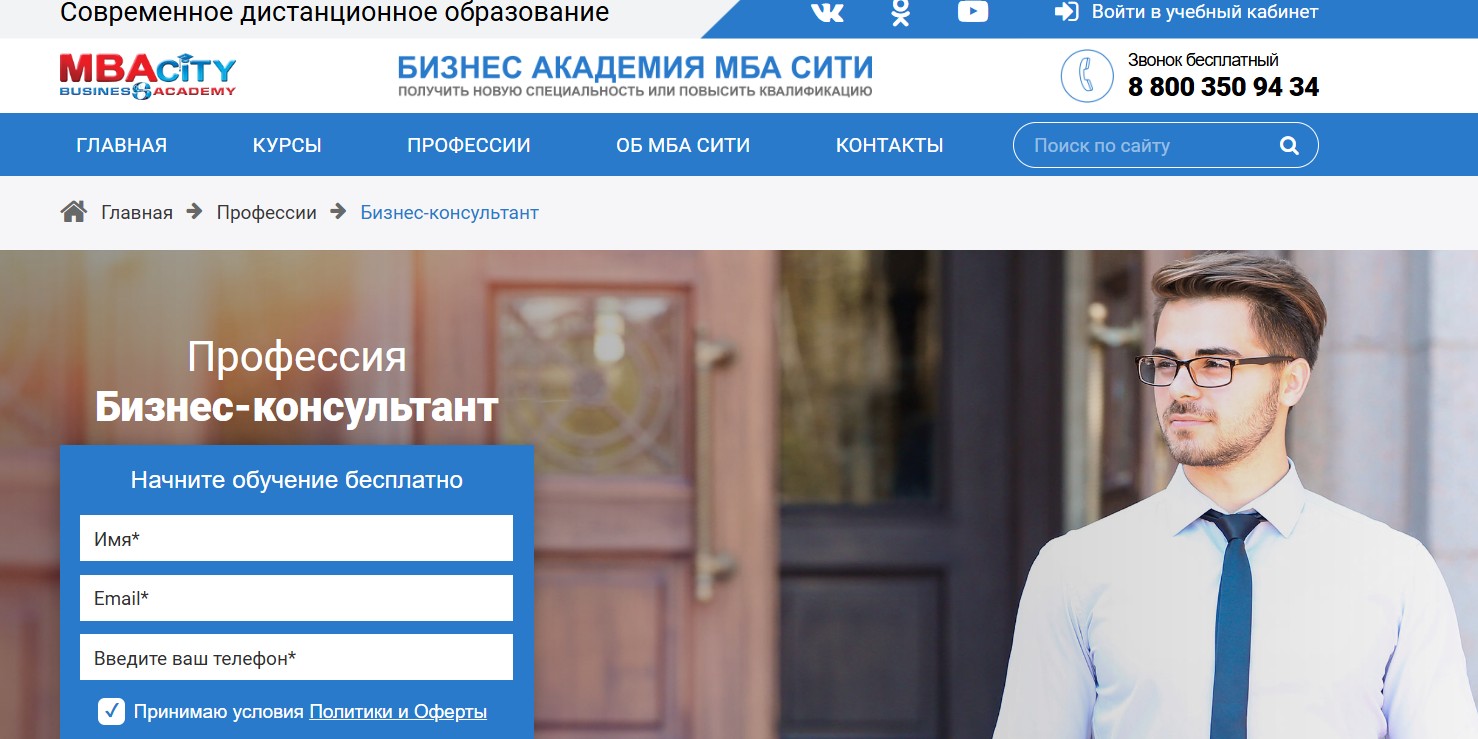 Современное дистанционное образование
Войти в учебный кабинет
MBACITY
BUSINESS ACADEMY
БИЗНЕС АКАДЕМИЯ МБА СИТИ
ПОЛУЧИТЬ НОВУЮ СПЕЦИАЛЬНОСТЬ ИЛИ ПОВЫСИТЬ КВАЛИФИКАЦИЮ
Звонок бесплатный
8 800 350 94 34
ГЛАВНАЯ КУРСЫ ПРОФЕССИИ ОБ МБА СИТИ КОНТАКТЫ Поиск по сайту
Главная Профессии Бизнес-консультант
Профессия
Бизнес-консультант
Начните обучение бесплатно
Имя*
Email*
Введите ваш телефон*
Принимаю условия Политики и Оферты